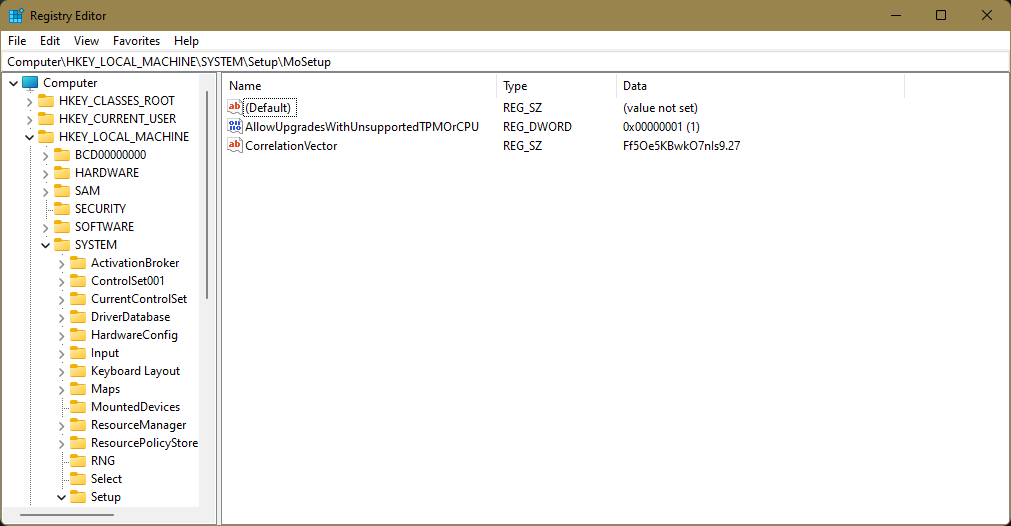 Registry Editor
File Edit View Favorites Help
Computer\HKEY_LOCAL_MACHINE\SYSTEM\Setup\MoSetup
Computer
HKEY_CLASSES_ROOT
HKEY_CURRENT_USER
HKEY_LOCAL_MACHINE
BCD00000000
HARDWARE
SAM
SECURITY
SOFTWARE
SYSTEM
ActivationBroker
ControlSet001
CurrentControlSet
DriverDatabase
HardwareConfig
Input
Keyboard Layout
Maps
MountedDevices
ResourceManager
ResourcePolicyStore
RNG
Select
Setup
Name Type Data
(Default) REG_SZ (value not set)
AllowUpgradesWithUnsupportedTPMOrCPU REG_DWORD 0x00000001 (1)
CorrelationVector REG_SZ Ff5Oe5KBwkO7nIs9.27